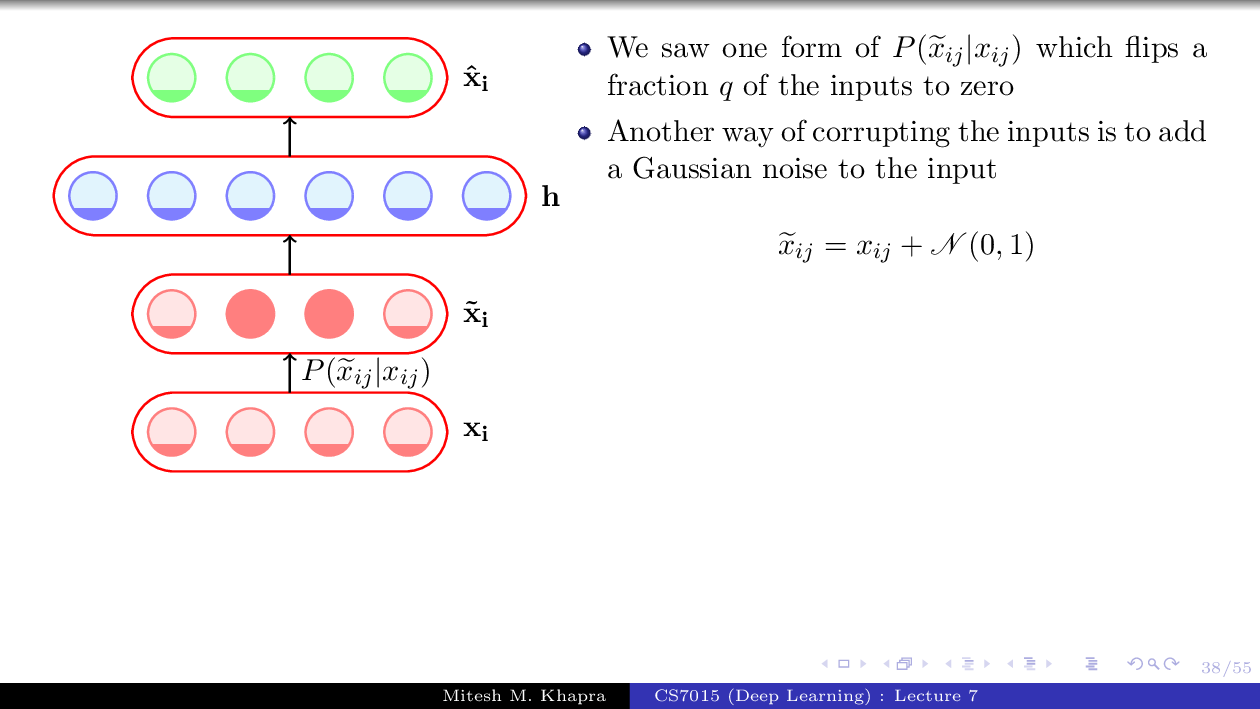 x̂ᵢ
h
x̃ᵢ
P(x̃ᵢⱼ|xᵢⱼ)
xᵢ
We saw one form of P(x̃ᵢⱼ|xᵢⱼ) which flips a
fraction q of the inputs to zero
Another way of corrupting the inputs is to add
a Gaussian noise to the input
x̃ᵢⱼ = xᵢⱼ + 𝒩(0, 1)
38/55
Mitesh M. Khapra CS7015 (Deep Learning) : Lecture 7